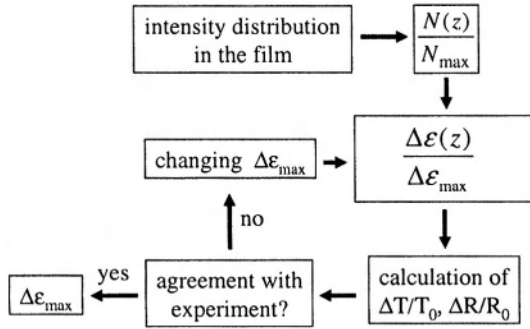 intensity distribution
in the film
N(z)
N_max
changing Δε_max
Δε(z)
Δε_max
no
yes
Δε_max
agreement with
experiment?
calculation of
ΔT/T_0, ΔR/R_0